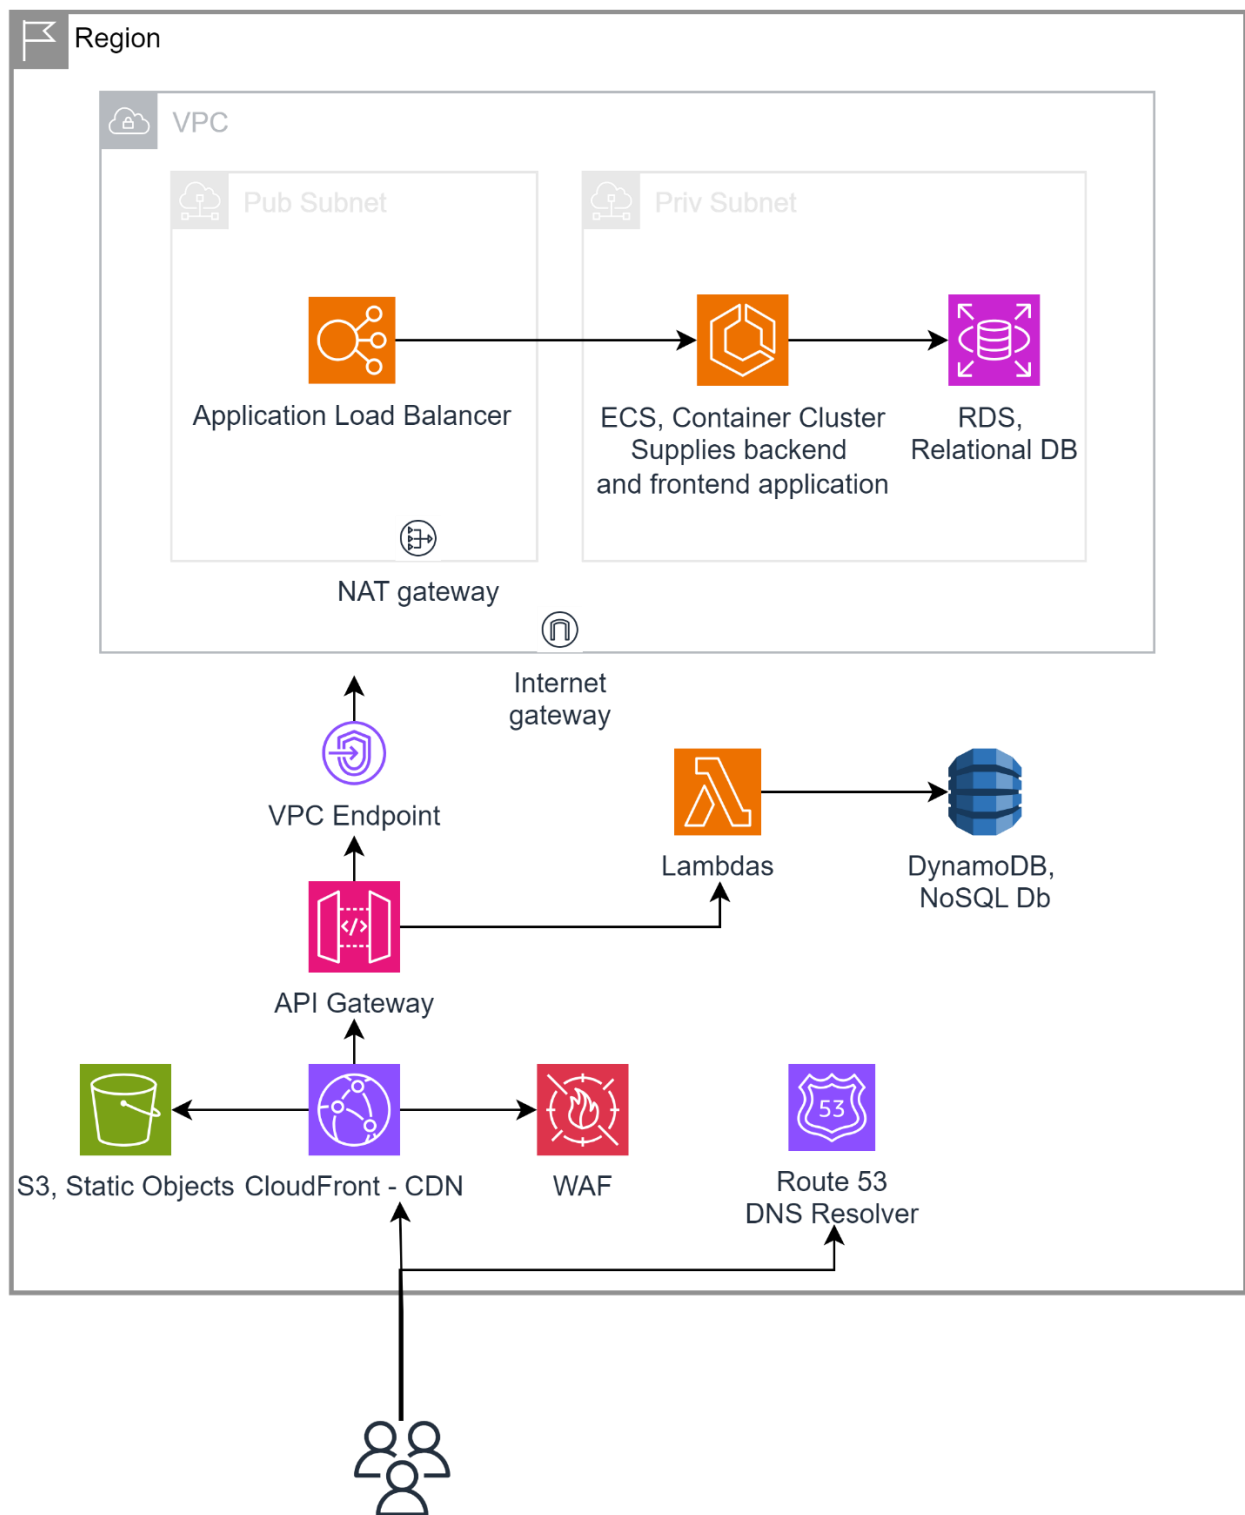 Region
VPC
Pub Subnet
Priv Subnet
Application Load Balancer
ECS, Container Cluster
Supplies backend
and frontend application
RDS,
Relational DB
NAT gateway
Internet
gateway
VPC Endpoint
Lambdas
DynamoDB,
NoSQL Db
</>
API Gateway
53
S3, Static Objects
CloudFront - CDN
WAF
Route 53
DNS Resolver